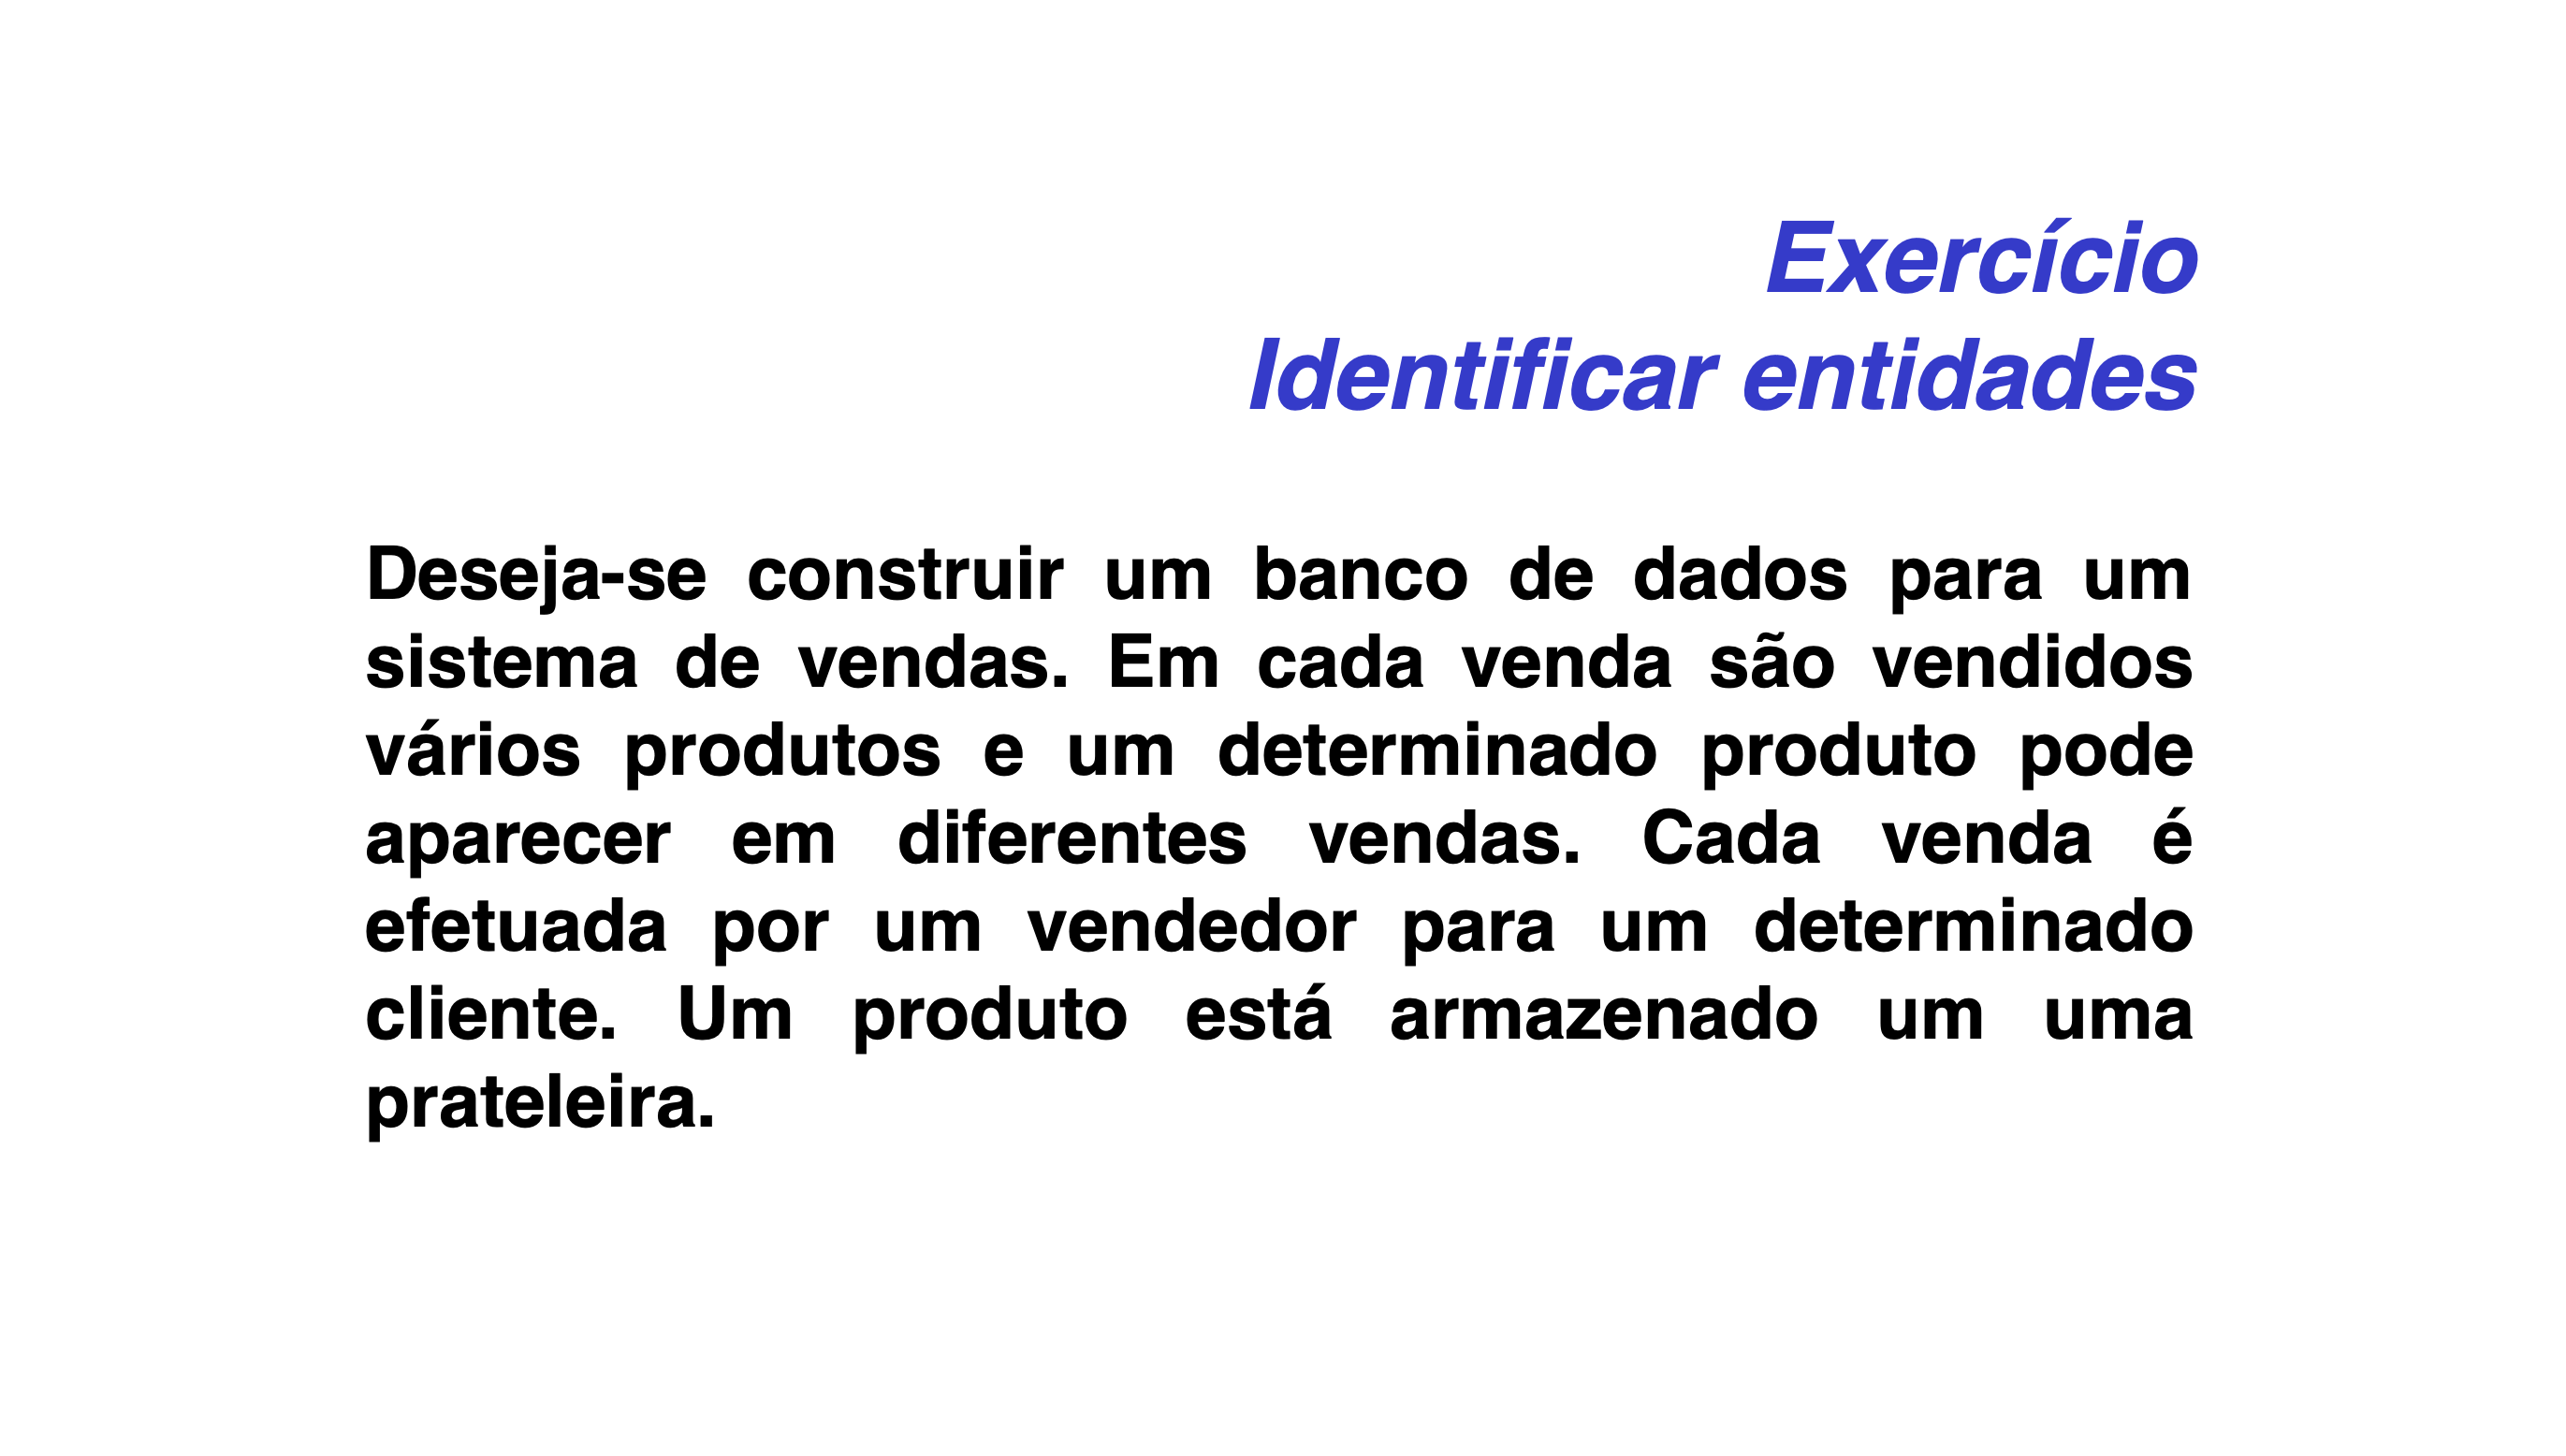 Exercício
Identificar entidades
Deseja-se construir um banco de dados para um
sistema de vendas. Em cada venda são vendidos
vários produtos e um determinado produto pode
aparecer em diferentes vendas. Cada venda é
efetuada por um vendedor para um determinado
cliente. Um produto está armazenado um uma
prateleira.